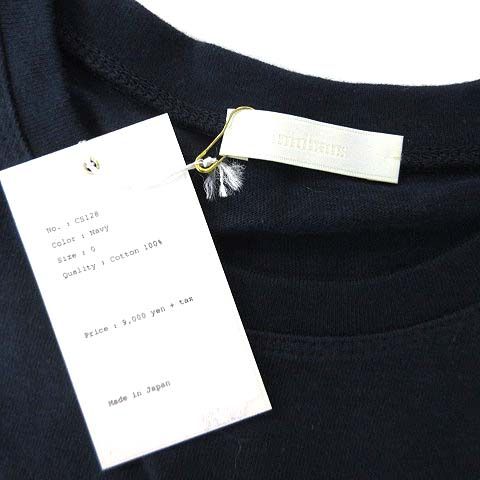 No. : CS128
Color : Navy
Size : 0
Quality : Cotton 100%
Price : 9,000 yen + tax
Made in Japan